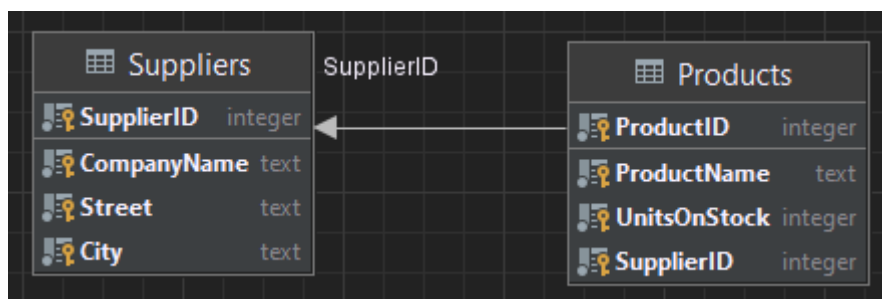 Suppliers
SupplierID integer
CompanyName text
Street text
City text
SupplierID
Products
ProductID integer
ProductName text
UnitsOnStock integer
SupplierID integer